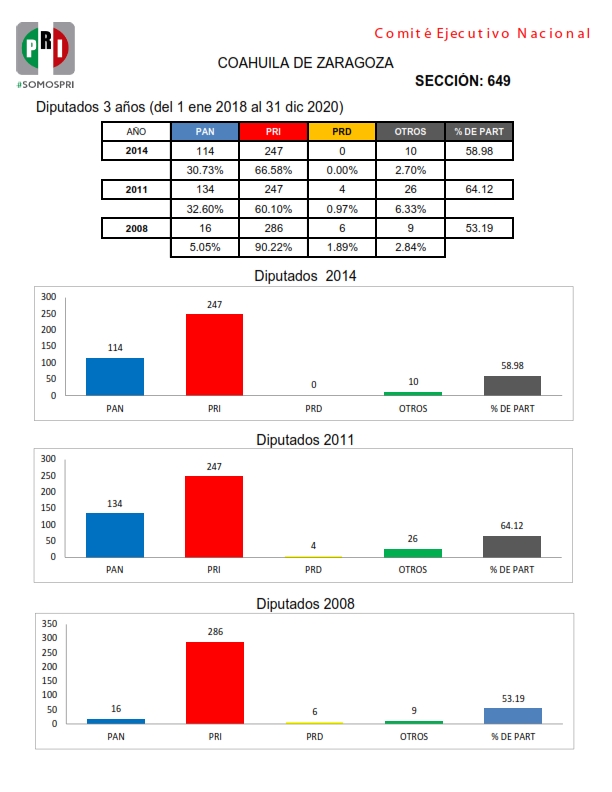 Comité Ejecutivo Nacional
PRI
#SOMOSPRI
COAHUILA DE ZARAGOZA
SECCIÓN: 649
Diputados 3 años (del 1 ene 2018 al 31 dic 2020)
AÑO PAN PRI PRD OTROS % DE PART
2014 114 247 0 10 58.98
30.73% 66.58% 0.00% 2.70%
2011 134 247 4 26 64.12
32.60% 60.10% 0.97% 6.33%
2008 16 286 6 9 53.19
5.05% 90.22% 1.89% 2.84%
Diputados 2014
300
250
200
150
100
50
0
114 247 0 10 58.98
PAN PRI PRD OTROS % DE PART
Diputados 2011
300
250
200
150
100
50
0
134 247 4 26 64.12
PAN PRI PRD OTROS % DE PART
Diputados 2008
350
300
250
200
150
100
50
0
16 286 6 9 53.19
PAN PRI PRD OTROS % DE PART